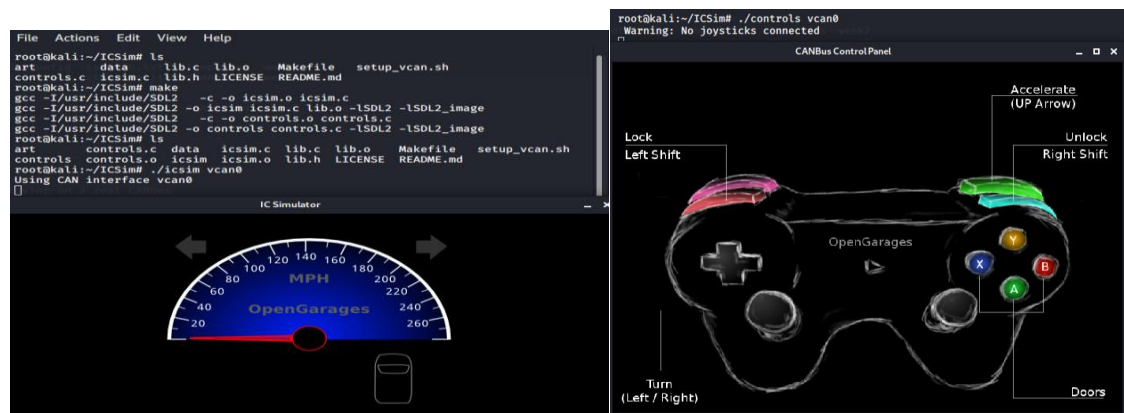 File Actions Edit View Help
root@kali:~/ICSim# ls
art data lib.c lib.o Makefile setup_vcan.sh
controls.c icsim.c lib.h LICENSE README.md
root@kali:~/ICSim# make
gcc -I/usr/include/SDL2 -c -o icsim.o icsim.c
gcc -I/usr/include/SDL2 -o icsim icsim.c lib.o -lSDL2 -lSDL2_image
gcc -I/usr/include/SDL2 -c -o controls.o controls.c
gcc -I/usr/include/SDL2 -o controls controls.c -lSDL2 -lSDL2_image
root@kali:~/ICSim# ls
art controls.c data icsim.c lib.c lib.o Makefile setup_vcan.sh
controls controls.o icsim icsim.o lib.h LICENSE README.md
root@kali:~/ICSim# ./icsim vcan0
Using CAN interface vcan0
IC Simulator
20 40 60 80 100 120 140 160 180 200 220 240 260
MPH
OpenGarages
root@kali:~/ICSim# ./controls vcan0
Warning: No joysticks connected
CANBus Control Panel
Accelerate
(UP Arrow)
Lock
Left Shift
Unlock
Right Shift
OpenGarages
Y
X
B
A
Turn
(Left / Right)
Doors